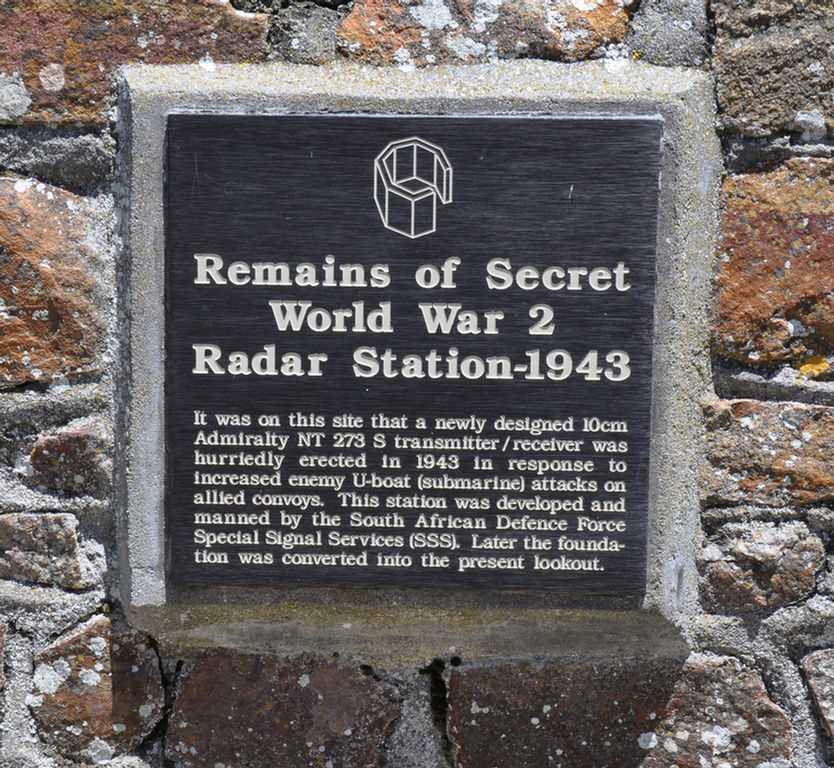 Remains of Secret
World War 2
Radar Station-1943
It was on this site that a newly designed 10cm
Admiralty NT 273 S transmitter/receiver was
hurriedly erected in 1943 in response to
increased enemy U-boat (submarine) attacks on
allied convoys. This station was developed and
manned by the South African Defence Force
Special Signal Services (SSS). Later the founda-
tion was converted into the present lookout.